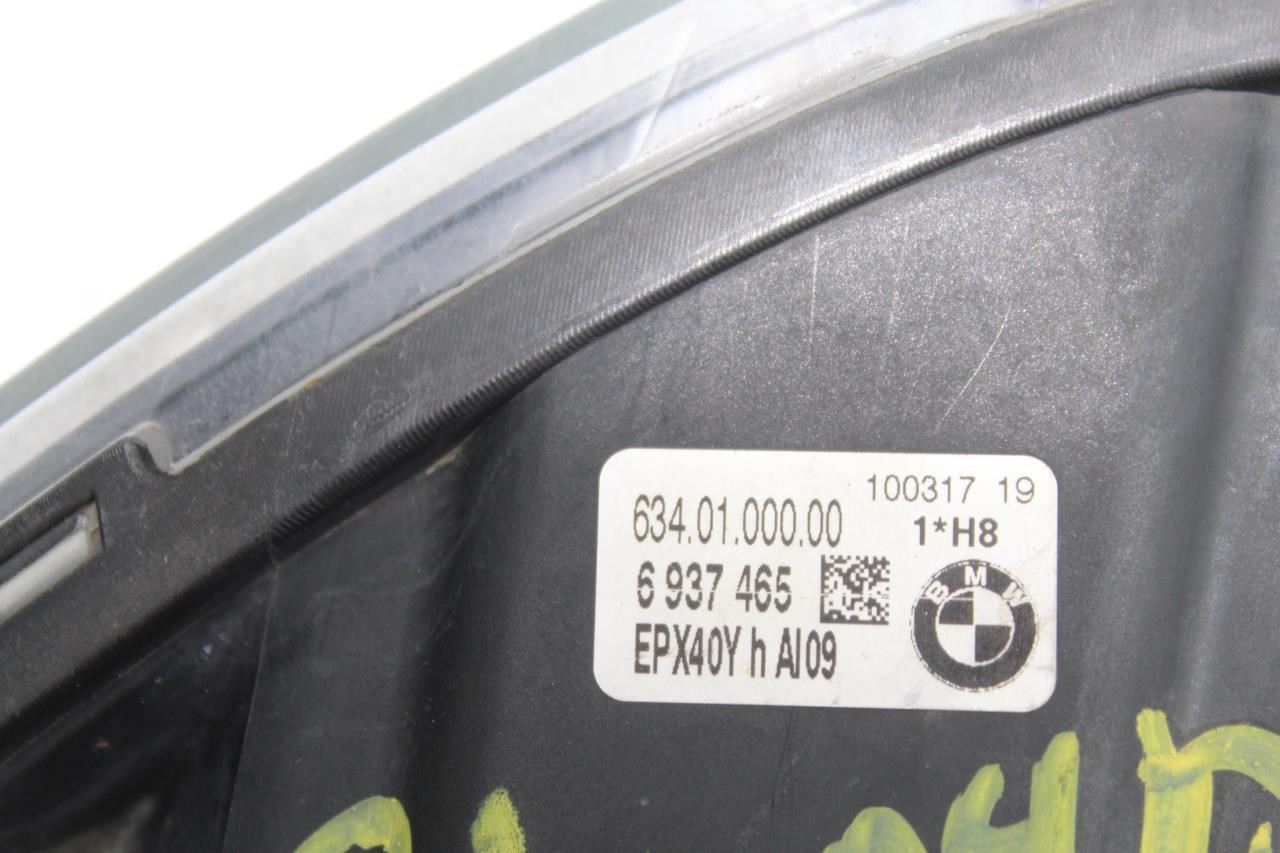 100317 19
634.01.000.00
1*H8
6 937 465
BMW
EPX40Y h AI09